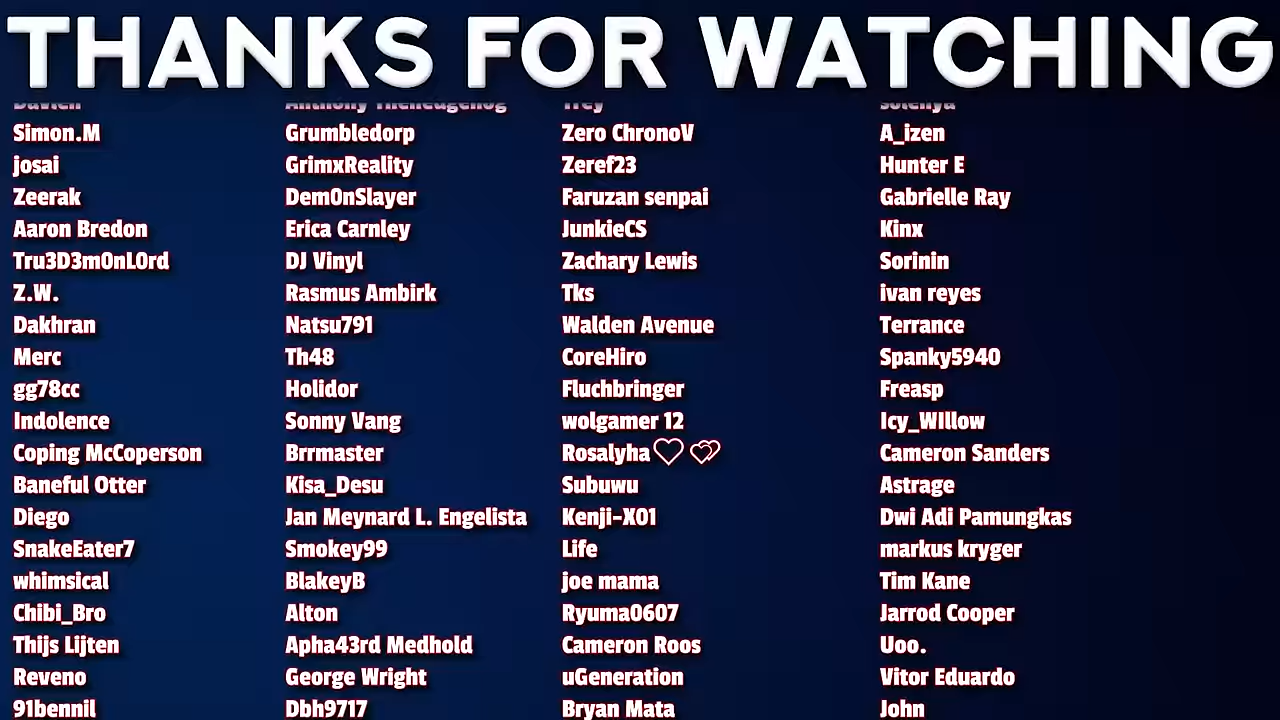 THANKS FOR WATCHING
Simon.M Grumbledorp Zero ChronoV A_izen
josai GrimxReality Zeref23 Hunter E
Zeerak Dem0nSlayer Faruzan senpai Gabrielle Ray
Aaron Bredon Erica Carnley JunkieCS Kinx
Tru3D3m0nL0rd DJ Vinyl Zachary Lewis Sorinin
Z.W. Rasmus Ambirk Tks ivan reyes
Dakhran Natsu791 Walden Avenue Terrance
Merc Th48 CoreHiro Spanky5940
gg78cc Holidor Fluchbringer Freasp
Indolence Sonny Vang wolgamer 12 Icy_WIllow
Coping McCoperson Brrmaster Rosalyha♡ 💕 Cameron Sanders
Baneful Otter Kisa_Desu Subuwu Astrage
Diego Jan Meynard L. Engelista Kenji-X01 Dwi Adi Pamungkas
SnakeEater7 Smokey99 Life markus kryger
whimsical BlakeyB joe mama Tim Kane
Chibi_Bro Alton Ryuma0607 Jarrod Cooper
Thijs Lijten Apha43rd Medhold Cameron Roos Uoo.
Reveno George Wright uGeneration Vitor Eduardo
91bennil Dbh9717 Bryan Mata John